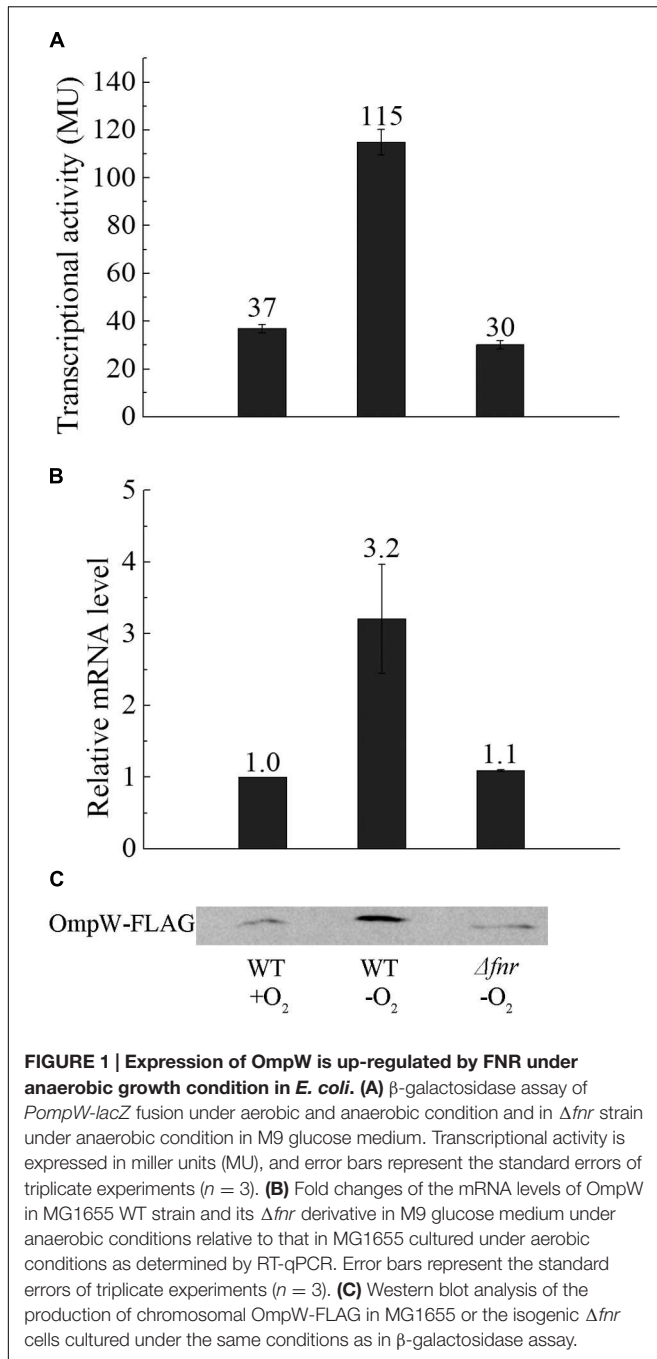 A
Transcriptional activity (MU)
140
120
100
80
60
40
20
0
37
115
30
B
Relative mRNA level
5
4
3
2
1
0
1.0
3.2
1.1
C
OmpW-FLAG
WT WT Δfnr
+O₂ -O₂ -O₂
FIGURE 1 | Expression of OmpW is up-regulated by FNR under
anaerobic growth condition in E. coli. (A) β-galactosidase assay of
PompW-lacZ fusion under aerobic and anaerobic condition and in Δfnr strain
under anaerobic condition in M9 glucose medium. Transcriptional activity is
expressed in miller units (MU), and error bars represent the standard errors of
triplicate experiments (n = 3). (B) Fold changes of the mRNA levels of OmpW
in MG1655 WT strain and its Δfnr derivative in M9 glucose medium under
anaerobic conditions relative to that in MG1655 cultured under aerobic
conditions as determined by RT-qPCR. Error bars represent the standard
errors of triplicate experiments (n = 3). (C) Western blot analysis of the
production of chromosomal OmpW-FLAG in MG1655 or the isogenic Δfnr
cells cultured under the same conditions as in β-galactosidase assay.